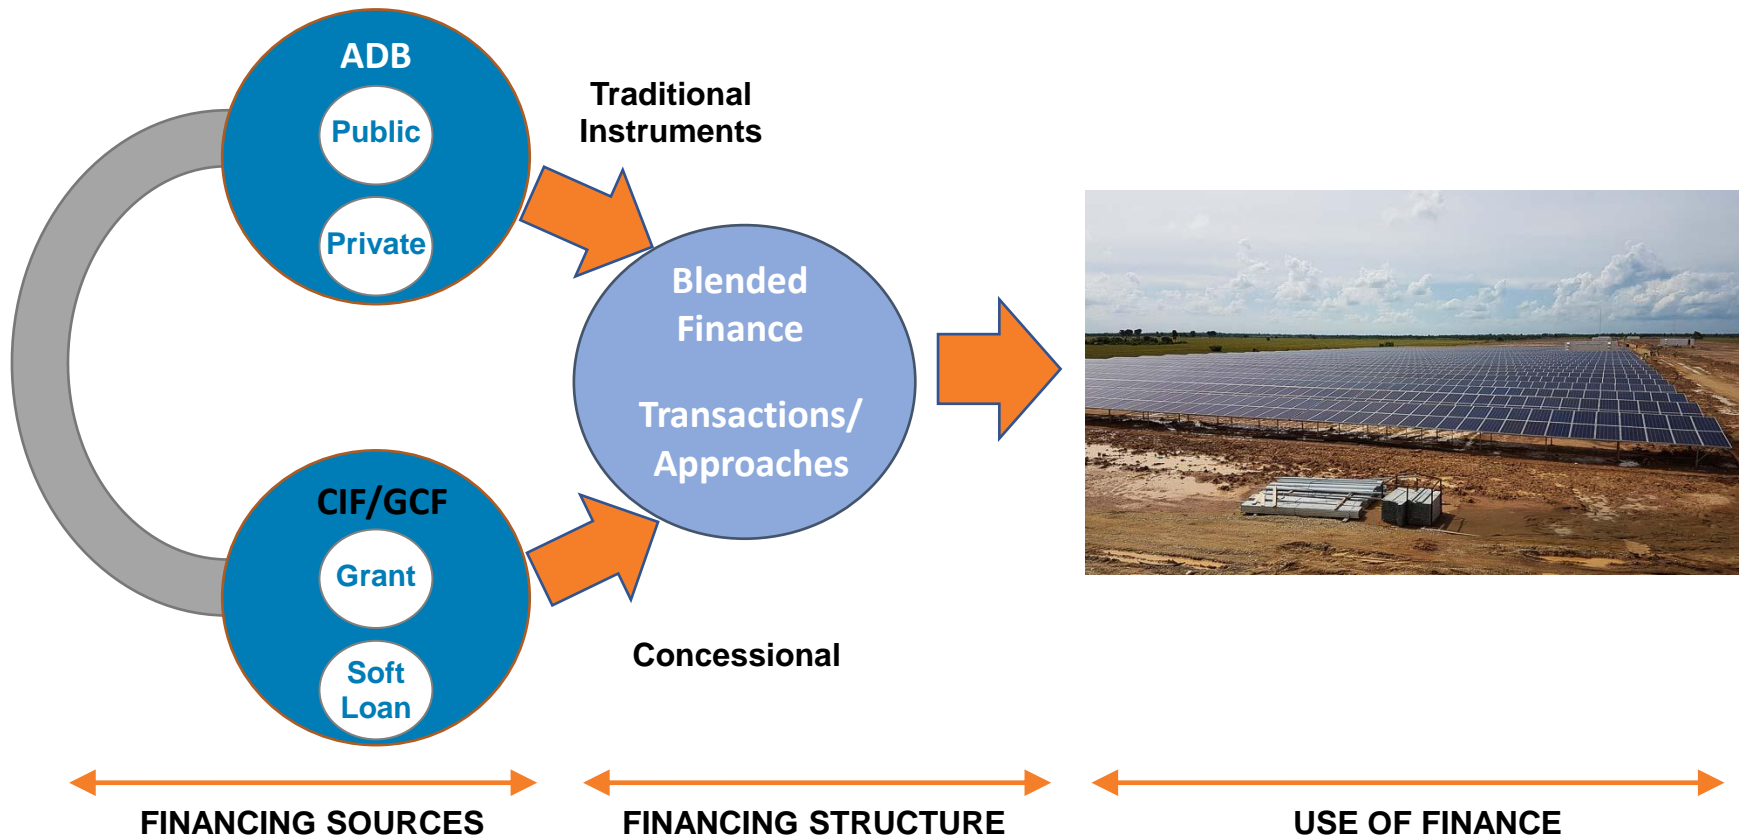 ADB
Public
Private
Traditional
Instruments
Blended
Finance
Transactions/
Approaches
CIF/GCF
Grant
Soft
Loan
Concessional
FINANCING SOURCES
FINANCING STRUCTURE
USE OF FINANCE